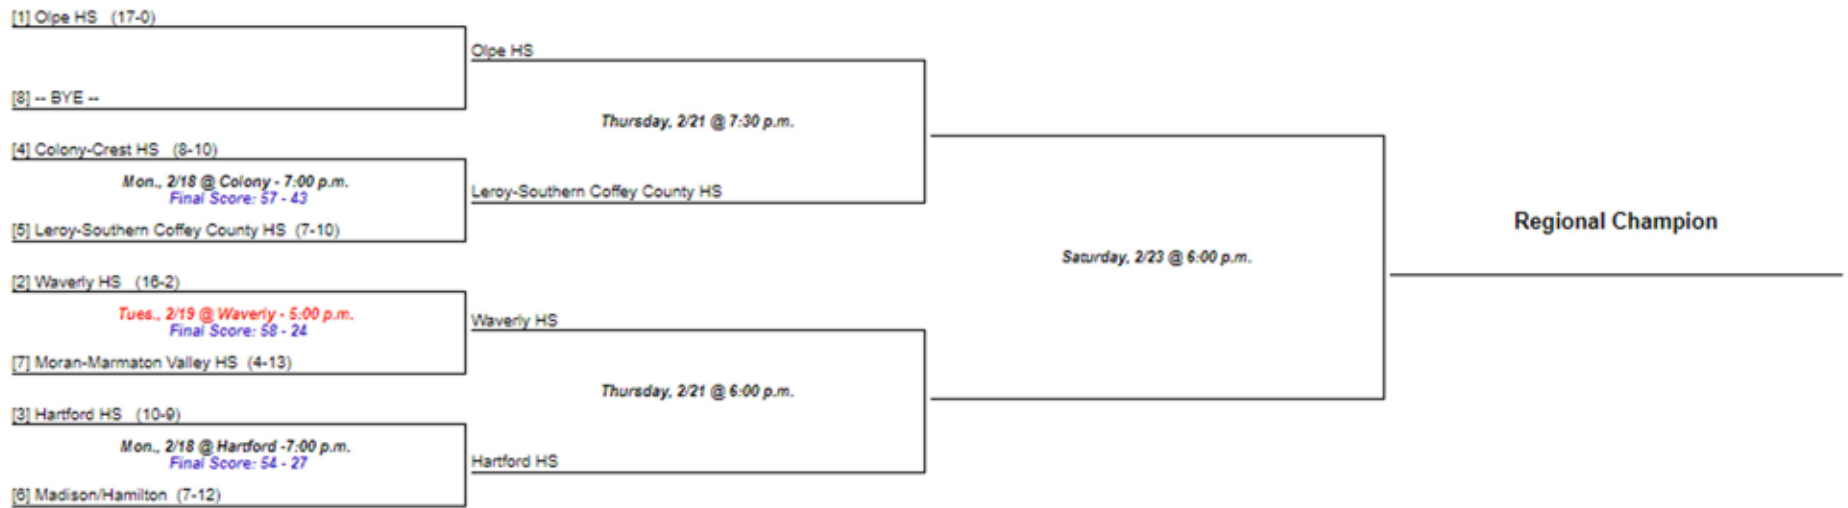 [1] Olpe HS (17-0)
Olpe HS
[8] -- BYE --
Thursday, 2/21 @ 7:30 p.m.
[4] Colony-Crest HS (8-10)
Mon., 2/18 @ Colony - 7:00 p.m.
Final Score: 57 - 43
Leroy-Southern Coffey County HS
[5] Leroy-Southern Coffey County HS (7-10)
Regional Champion
Saturday, 2/23 @ 6:00 p.m.
[2] Waverly HS (16-2)
Tues., 2/19 @ Waverly - 5:00 p.m.
Final Score: 58 - 24
Waverly HS
[7] Moran-Marmaton Valley HS (4-13)
Thursday, 2/21 @ 6:00 p.m.
[3] Hartford HS (10-9)
Mon., 2/18 @ Hartford -7:00 p.m.
Final Score: 54 - 27
Hartford HS
[6] Madison/Hamilton (7-12)